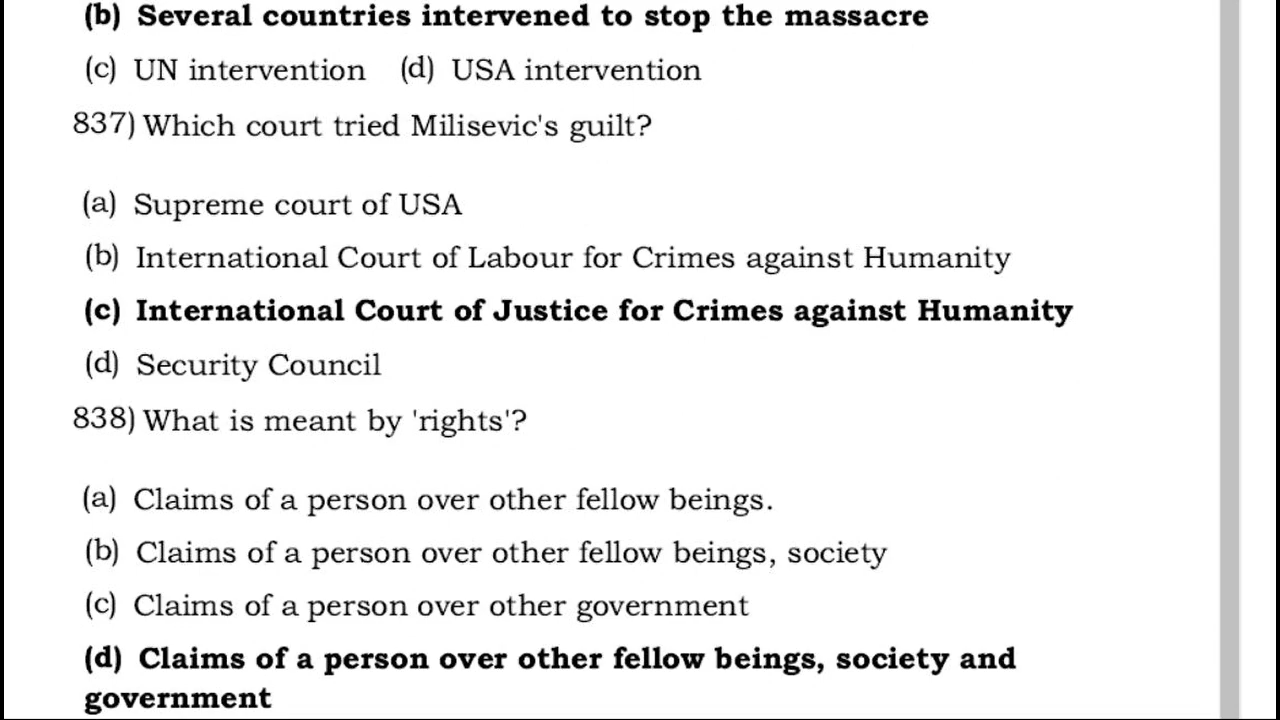 (b) Several countries intervened to stop the massacre
(c) UN intervention (d) USA intervention
837) Which court tried Milisevic's guilt?
(a) Supreme court of USA
(b) International Court of Labour for Crimes against Humanity
(c) International Court of Justice for Crimes against Humanity
(d) Security Council
838) What is meant by 'rights'?
(a) Claims of a person over other fellow beings.
(b) Claims of a person over other fellow beings, society
(c) Claims of a person over other government
(d) Claims of a person over other fellow beings, society and
government